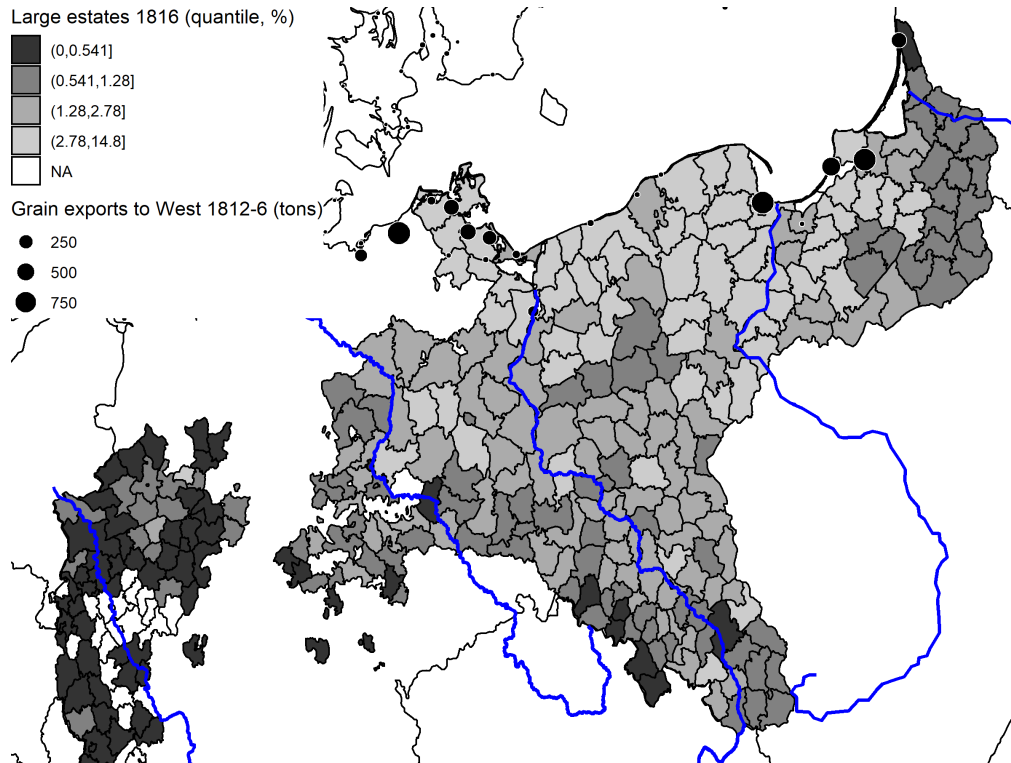 Large estates 1816 (quantile, %)
(0,0.541]
(0.541,1.28]
(1.28,2.78]
(2.78,14.8]
NA
Grain exports to West 1812-6 (tons)
250
500
750